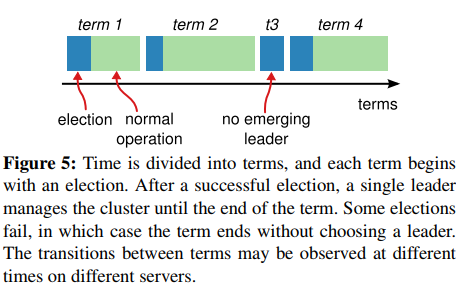 term 1 term 2 t3 term 4
terms
election normal operation no emerging leader
Figure 5: Time is divided into terms, and each term begins
with an election. After a successful election, a single leader
manages the cluster until the end of the term. Some elections
fail, in which case the term ends without choosing a leader.
The transitions between terms may be observed at different
times on different servers.